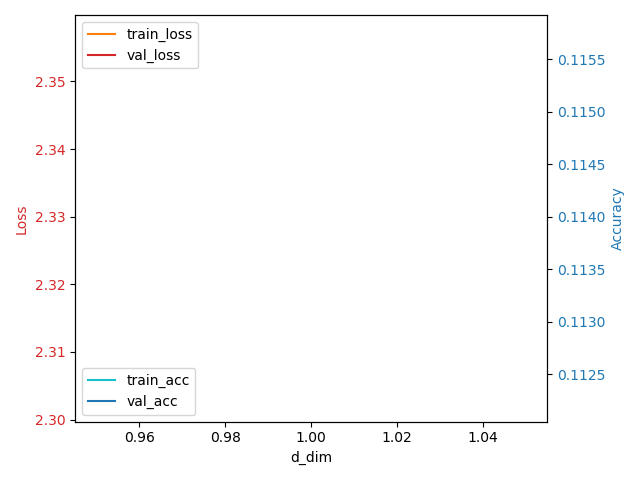 train_loss
val_loss
2.35
2.34
2.33
2.32
2.31
2.30
Loss
0.1155
0.1150
0.1145
0.1140
0.1135
0.1130
0.1125
Accuracy
train_acc
val_acc
0.96 0.98 1.00 1.02 1.04
d_dim